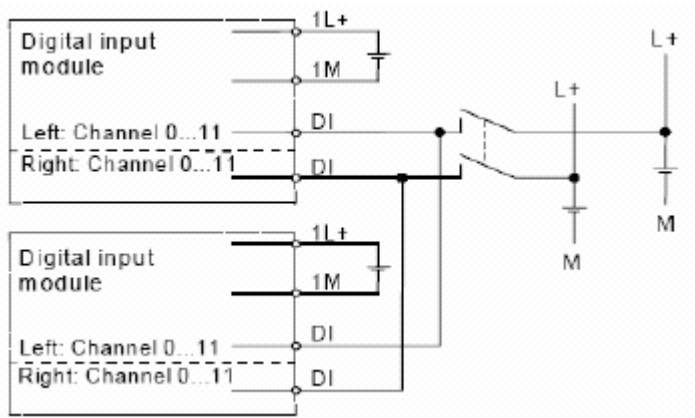 1L+
L+
Digital input
module
1M
L+
DI
Left: Channel 0...11
Right: Channel 0...11
DI
M
1L+
M
Digital input
module
1M
DI
Left: Channel 0...11
Right: Channel 0...11
DI